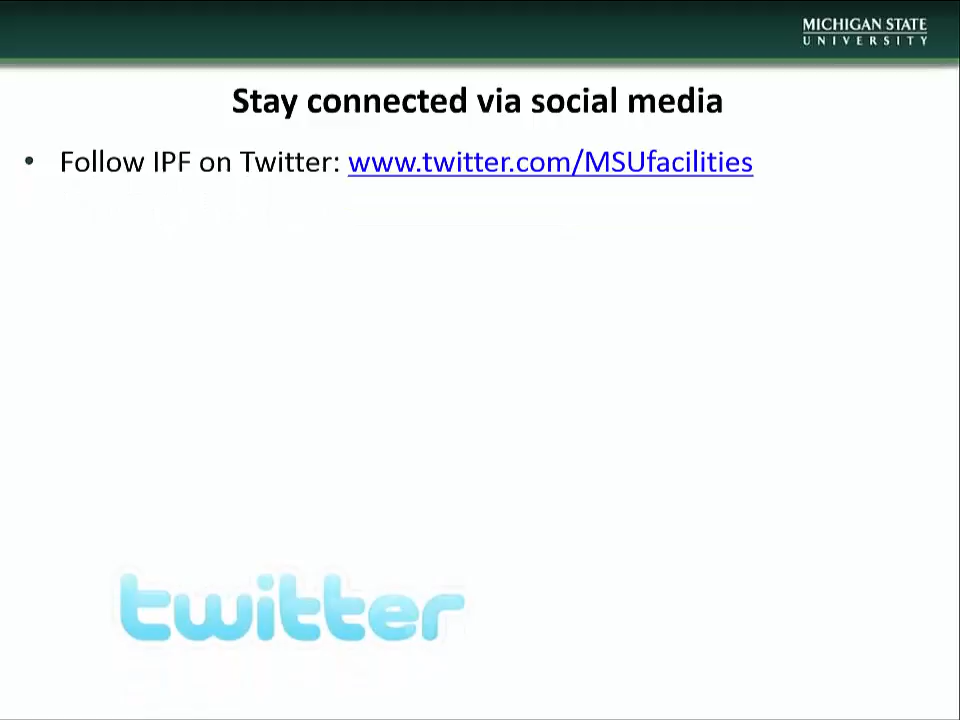 MICHIGAN STATE
UNIVERSITY
Stay connected via social media
• Follow IPF on Twitter: www.twitter.com/MSUfacilities
twitter